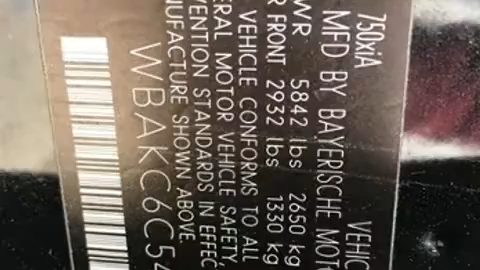 750xiA VEHIC
MFD BY BAYERISCHE MOT
WR 5842 lbs 2650 kg
R FRONT 2932 lbs 1330 kg
VEHICLE CONFORMS TO ALL
ERAL MOTOR VEHICLE SAFETY,
VENTION STANDARDS IN EFFEC
NUFACTURE SHOWN ABOVE.
WBAKC6C54